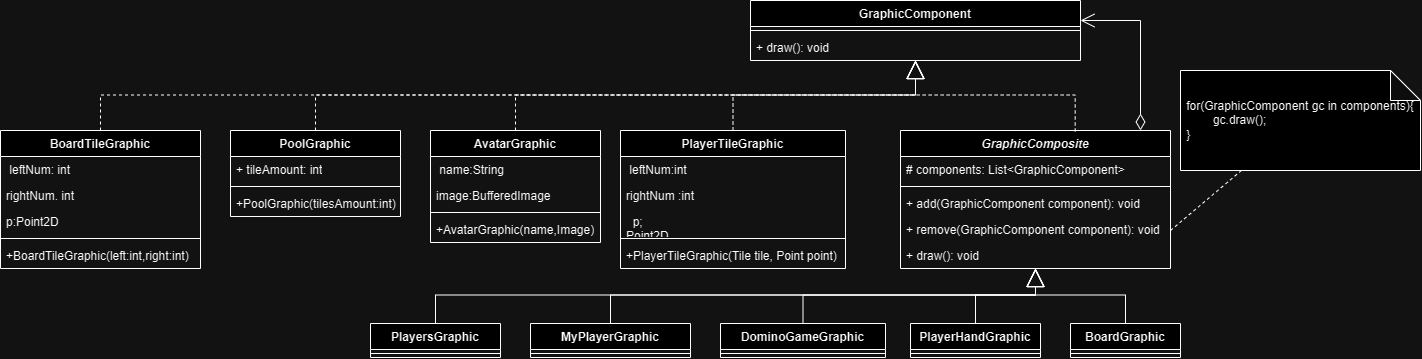 GraphicComponent
+ draw(): void
for(GraphicComponent gc in components){
gc.draw();
}
BoardTileGraphic
leftNum: int
rightNum. int
p:Point2D
+BoardTileGraphic(left:int,right:int)
PoolGraphic
+ tileAmount: int
+PoolGraphic(tilesAmount:int)
AvatarGraphic
name:String
image:BufferedImage
+AvatarGraphic(name,Image)
PlayerTileGraphic
leftNum:int
rightNum :int
p;
Point2D
+PlayerTileGraphic(Tile tile, Point point)
GraphicComposite
# components: List<GraphicComponent>
+ add(GraphicComponent component): void
+ remove(GraphicComponent component): void
+ draw(): void
PlayersGraphic
MyPlayerGraphic
DominoGameGraphic
PlayerHandGraphic
BoardGraphic